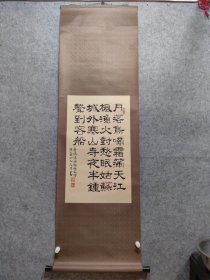 月落烏啼霜滿天江
楓漁火對愁眠姑蘇
城外寒山寺夜半鍾
聲到客船